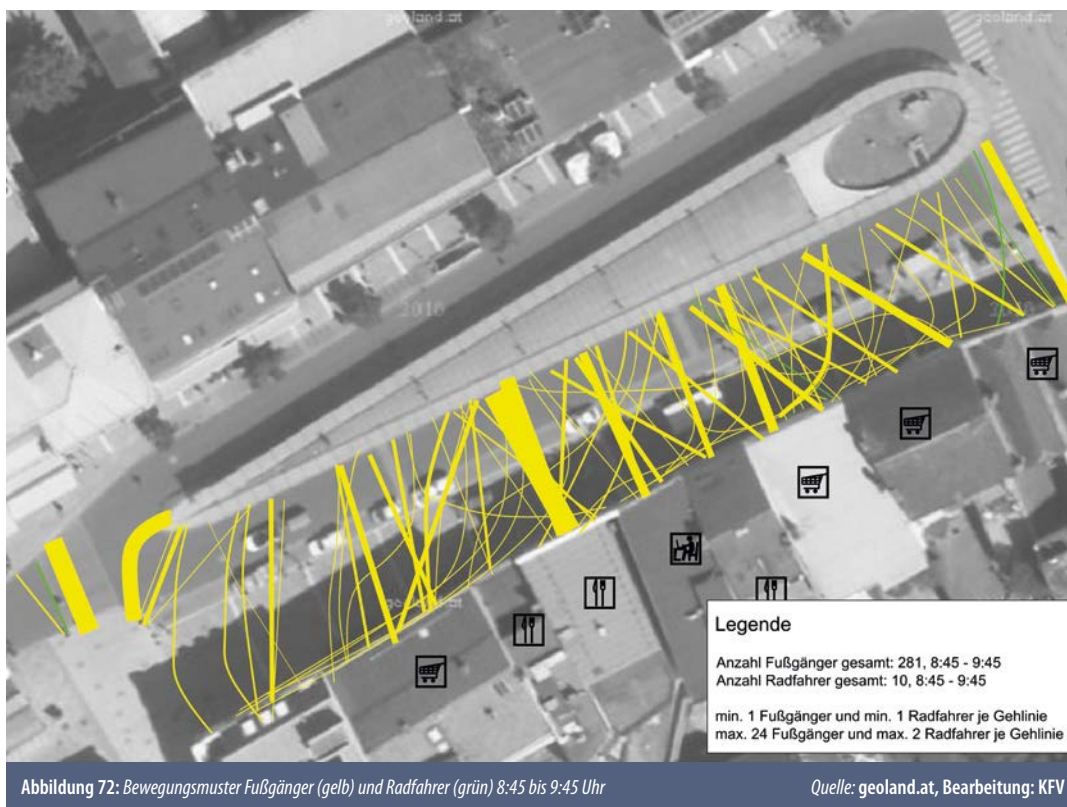 geoland.at
geoland.at
2010
2010
geoland.at
Legende
Anzahl Fußgänger gesamt: 281, 8:45 - 9:45
Anzahl Radfahrer gesamt: 10, 8:45 - 9:45
min. 1 Fußgänger und min. 1 Radfahrer je Gehlinie
max. 24 Fußgänger und max. 2 Radfahrer je Gehlinie
Abbildung 72: Bewegungsmuster Fußgänger (gelb) und Radfahrer (grün) 8:45 bis 9:45 Uhr Quelle: geoland.at, Bearbeitung: KFV